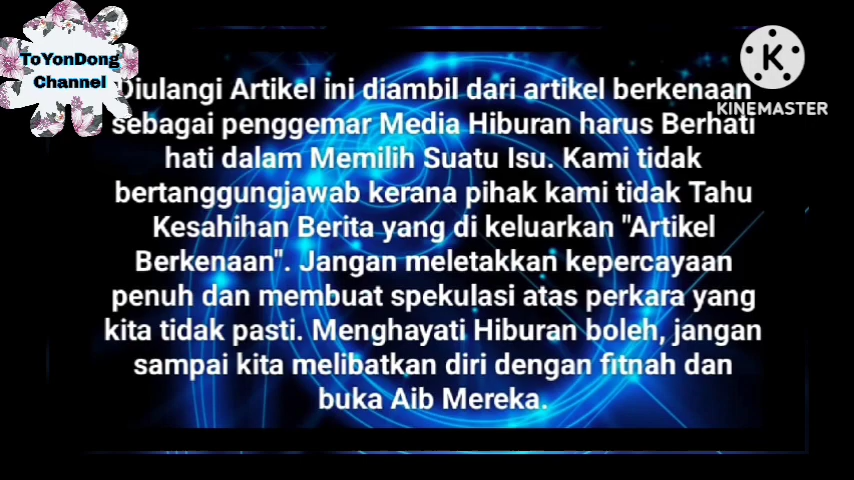 ToYonDong
Channel
KINEMASTER
Diulangi Artikel ini diambil dari artikel berkenaan
sebagai penggemar Media Hiburan harus Berhati
hati dalam Memilih Suatu Isu. Kami tidak
bertanggungjawab kerana pihak kami tidak Tahu
Kesahihan Berita yang di keluarkan "Artikel
Berkenaan". Jangan meletakkan kepercayaan
penuh dan membuat spekulasi atas perkara yang
kita tidak pasti. Menghayati Hiburan boleh, jangan
sampai kita melibatkan diri dengan fitnah dan
buka Aib Mereka.